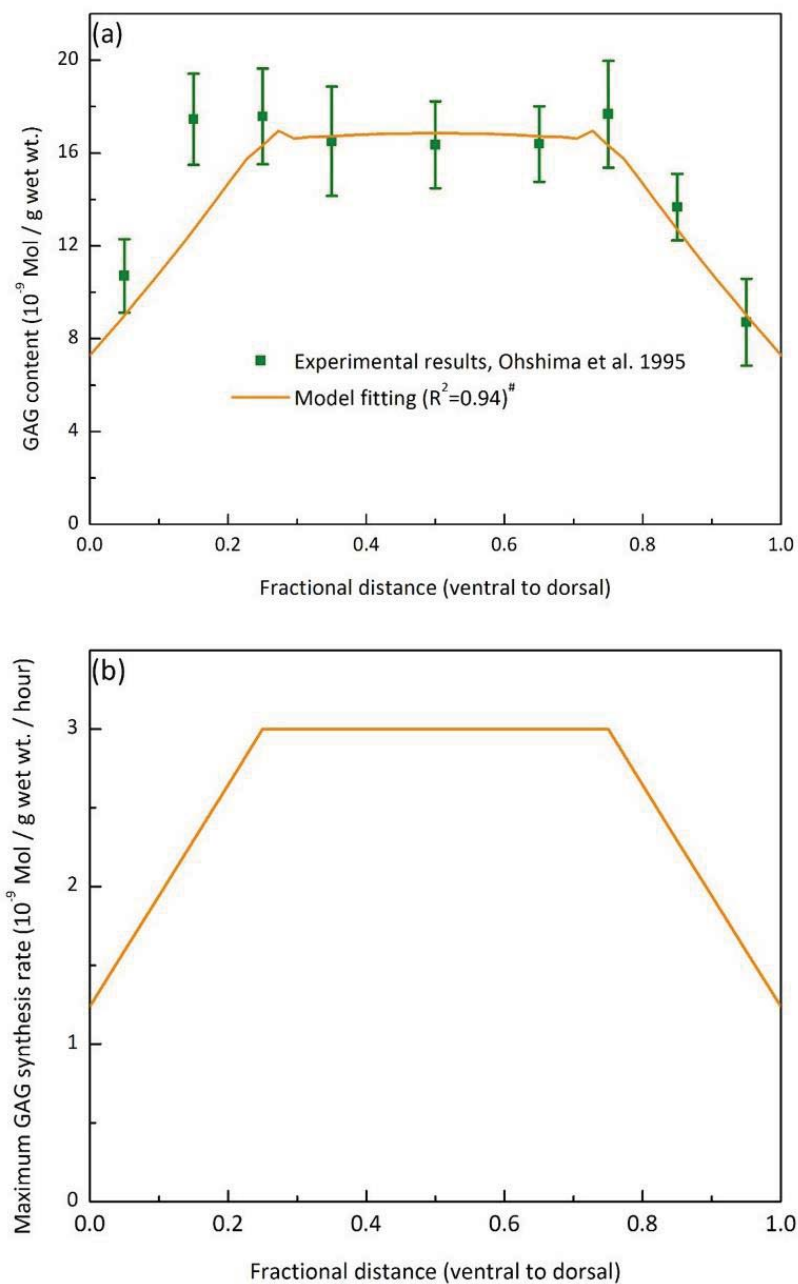 (a)
20
16
12
8
4
0
GAG content (10⁻⁹ Mol / g wet wt.)
Experimental results, Ohshima et al. 1995
Model fitting (R²=0.94)#
0.0 0.2 0.4 0.6 0.8 1.0
Fractional distance (ventral to dorsal)
(b)
3
2
1
0
Maximum GAG synthesis rate (10⁻⁹ Mol / g wet wt. / hour)
0.0 0.2 0.4 0.6 0.8 1.0
Fractional distance (ventral to dorsal)